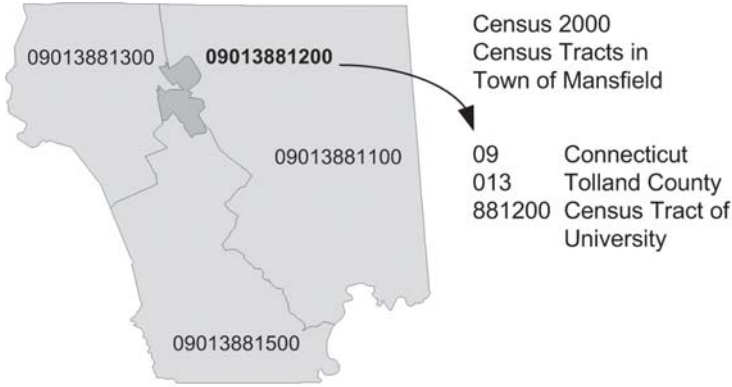 Census 2000
Census Tracts in
Town of Mansfield
09013881300
09013881200
09013881100
09013881500
09 Connecticut
013 Tolland County
881200 Census Tract of
University